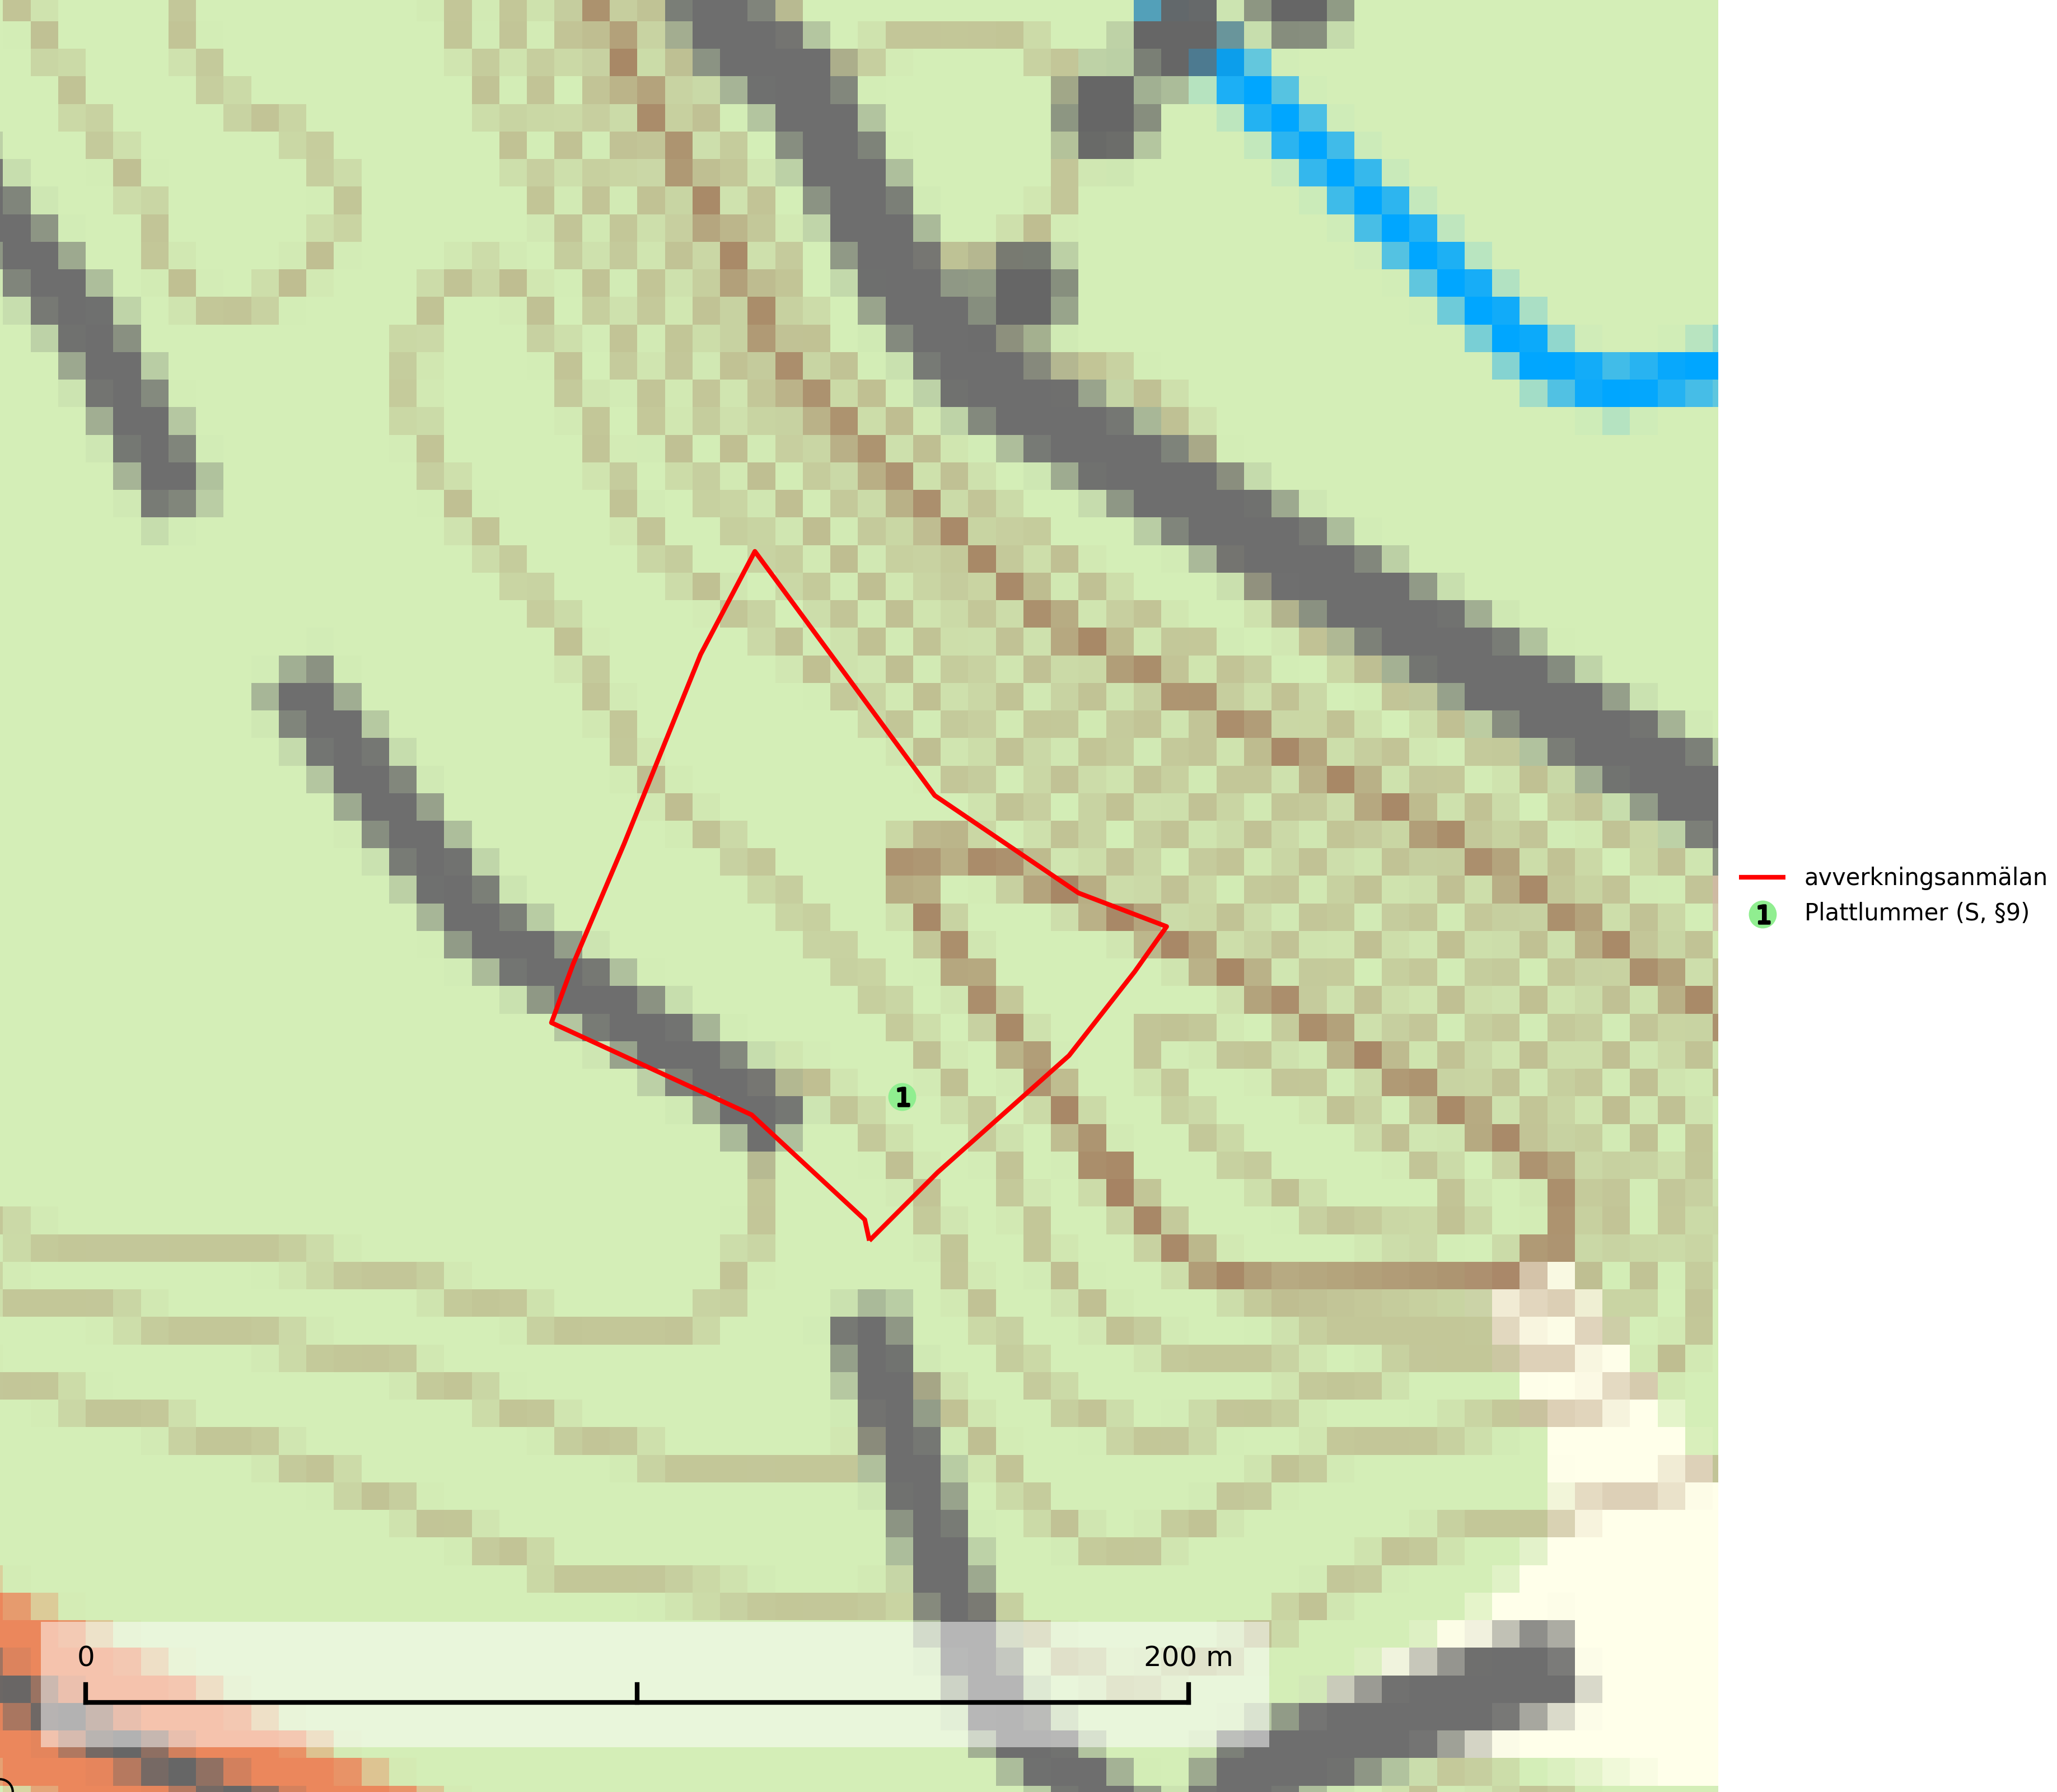 avverkningsanmälan
1 Plattlummer (S, §9)
1
0 200 m